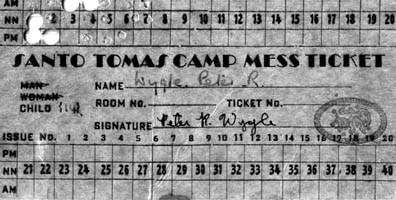 AM
NN 2 3 4 5 6 7 8 9 10 11 12 13 14 15 16 17 18 19 20
PM
SANTO TOMAS CAMP MESS TICKET
MAN NAME Wygle, Peter R.
WOMAN
CHILD ROOM No. TICKET No.
SIGNATURE Peter R. Wygle
ISSUE NO. 1 2 3 4 5 6 7 8 9 10 11 12 13 14 15 16 17 18 19 20
PM
NN 21 22 23 24 25 26 27 28 29 30 31 32 33 34 35 36 37 38 39 40
AM